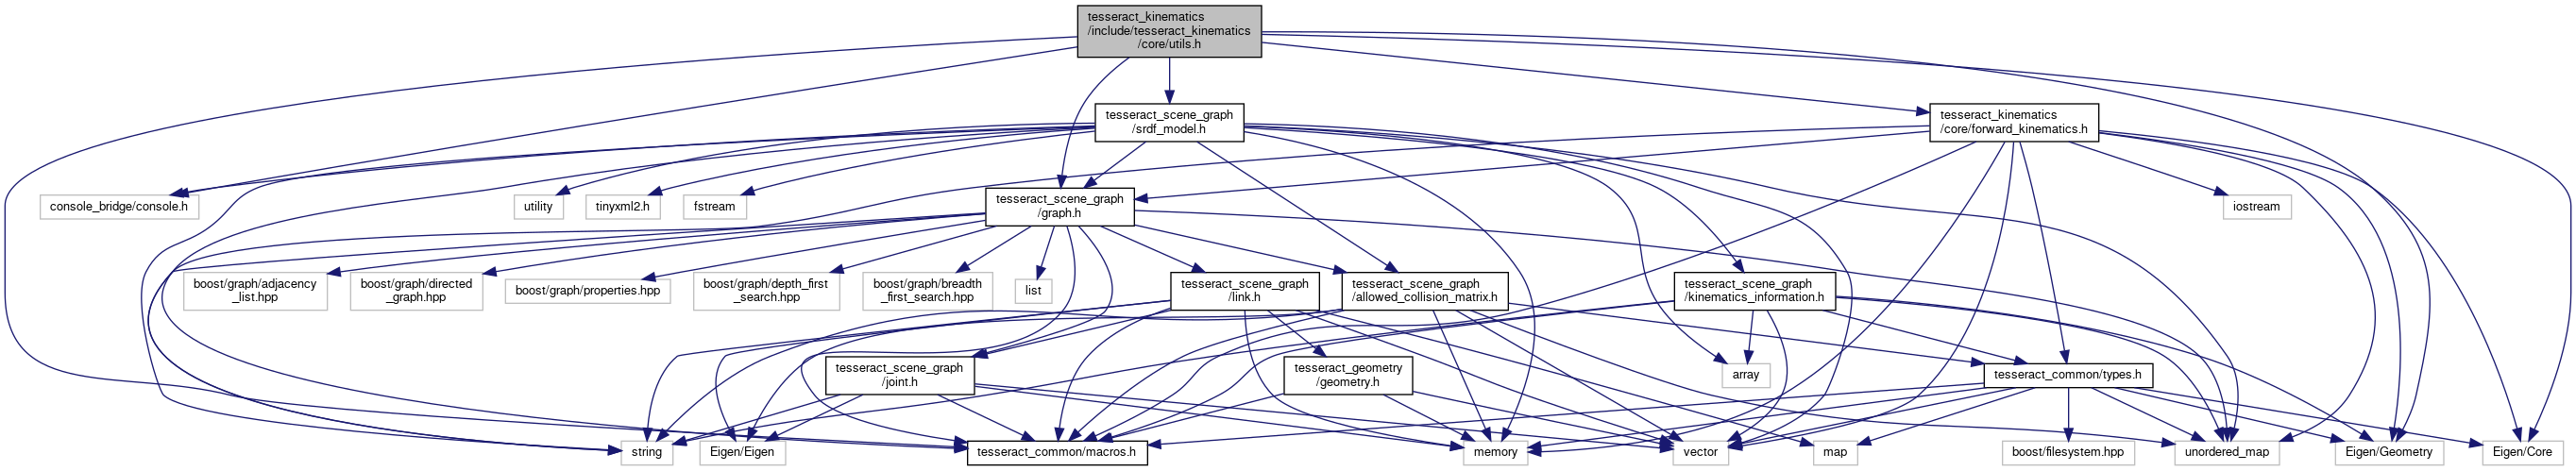 tesseract_kinematics
/include/tesseract_kinematics
/core/utils.h
tesseract_scene_graph
/srdf_model.h
tesseract_kinematics
/core/forward_kinematics.h
console_bridge/console.h
utility
tinyxml2.h
fstream
tesseract_scene_graph
/graph.h
iostream
boost/graph/adjacency
_list.hpp
boost/graph/directed
_graph.hpp
boost/graph/properties.hpp
boost/graph/depth_first
_search.hpp
boost/graph/breadth
_first_search.hpp
list
tesseract_scene_graph
/link.h
tesseract_scene_graph
/allowed_collision_matrix.h
tesseract_scene_graph
/kinematics_information.h
tesseract_scene_graph
/joint.h
tesseract_geometry
/geometry.h
array
tesseract_common/types.h
string
Eigen/Eigen
tesseract_common/macros.h
memory
vector
map
boost/filesystem.hpp
unordered_map
Eigen/Geometry
Eigen/Core